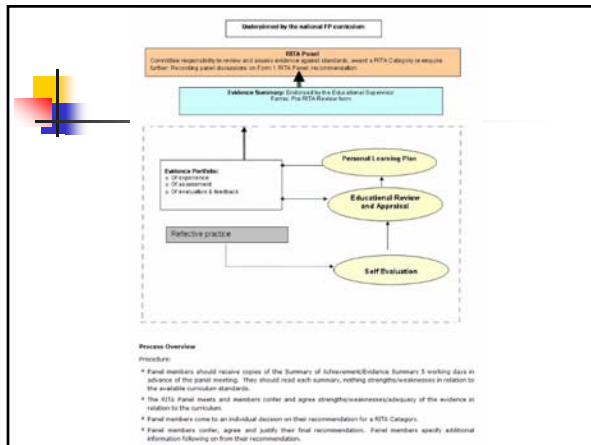 Underpinned by the national FP curriculum
RITA Panel
Committee responsibility to review and assess evidence against standards, award a RITA Category or enquire
further. Recording panel discussions on Form 1 RITA Panel recommendation
Evidence Summary: Endorsed by the Educational Supervisor
Forms: Pre RITA Review form
Personal Learning Plan
Evidence Portfolio:
Of experience
Of assessment
Of evaluation & feedback
Educational Review
and Appraisal
Reflective practice
Self Evaluation
Process Overview
Procedure:
* Panel members should receive copies of the Summary of Achievement/Evidence Summary 5 working days in
advance of the panel meeting. They should read each summary, nothing strengths/weaknesses in relation to
the available curriculum standards.
* The RITA Panel meets and members confer and agree strengths/weaknesses/adequacy of the evidence in
relation to the curriculum.
* Panel members come to an individual decision on their recommendation for a RITA Category.
* Panel members confer, agree and justify their final recommendation. Panel members specify additional
information following on from their recommendation.